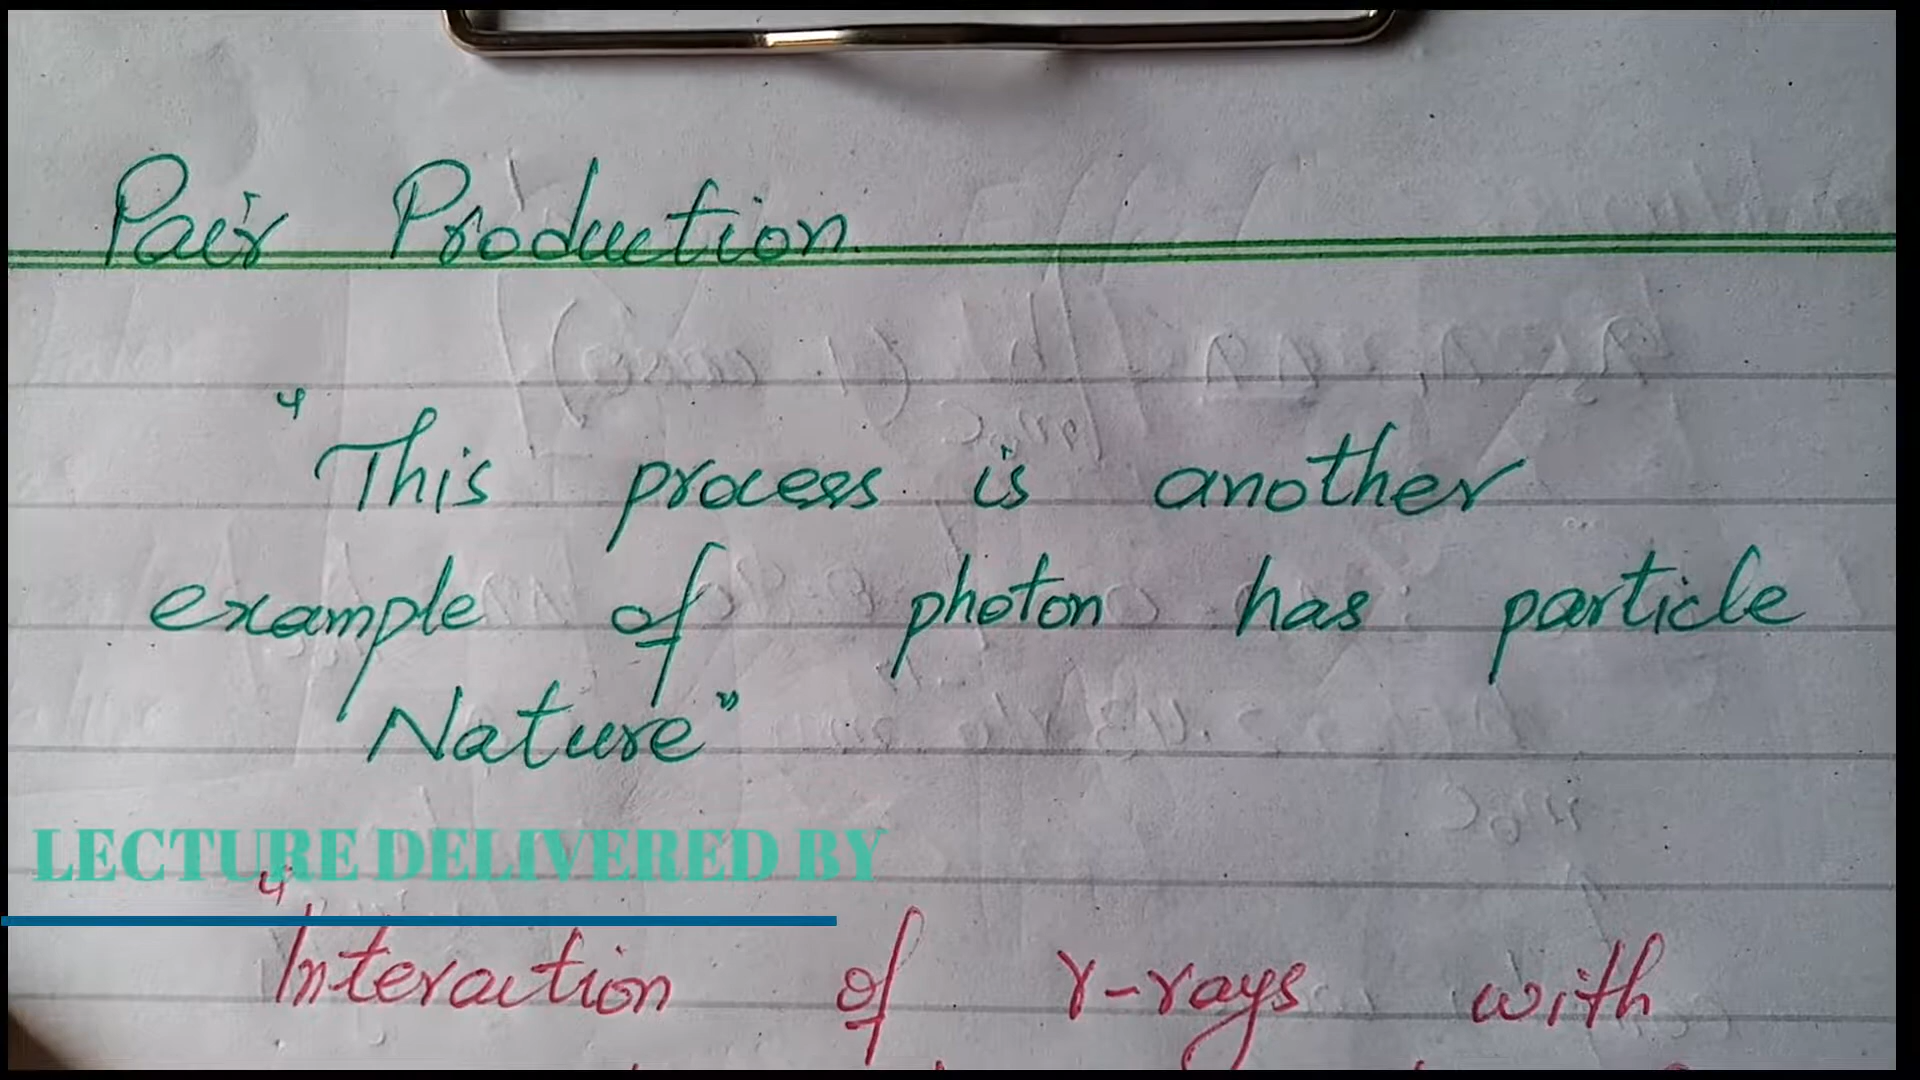 Pair Production
"This process is another
example of photon has particle
Nature"
LECTURE DELIVERED BY
"Interaction of γ-rays with